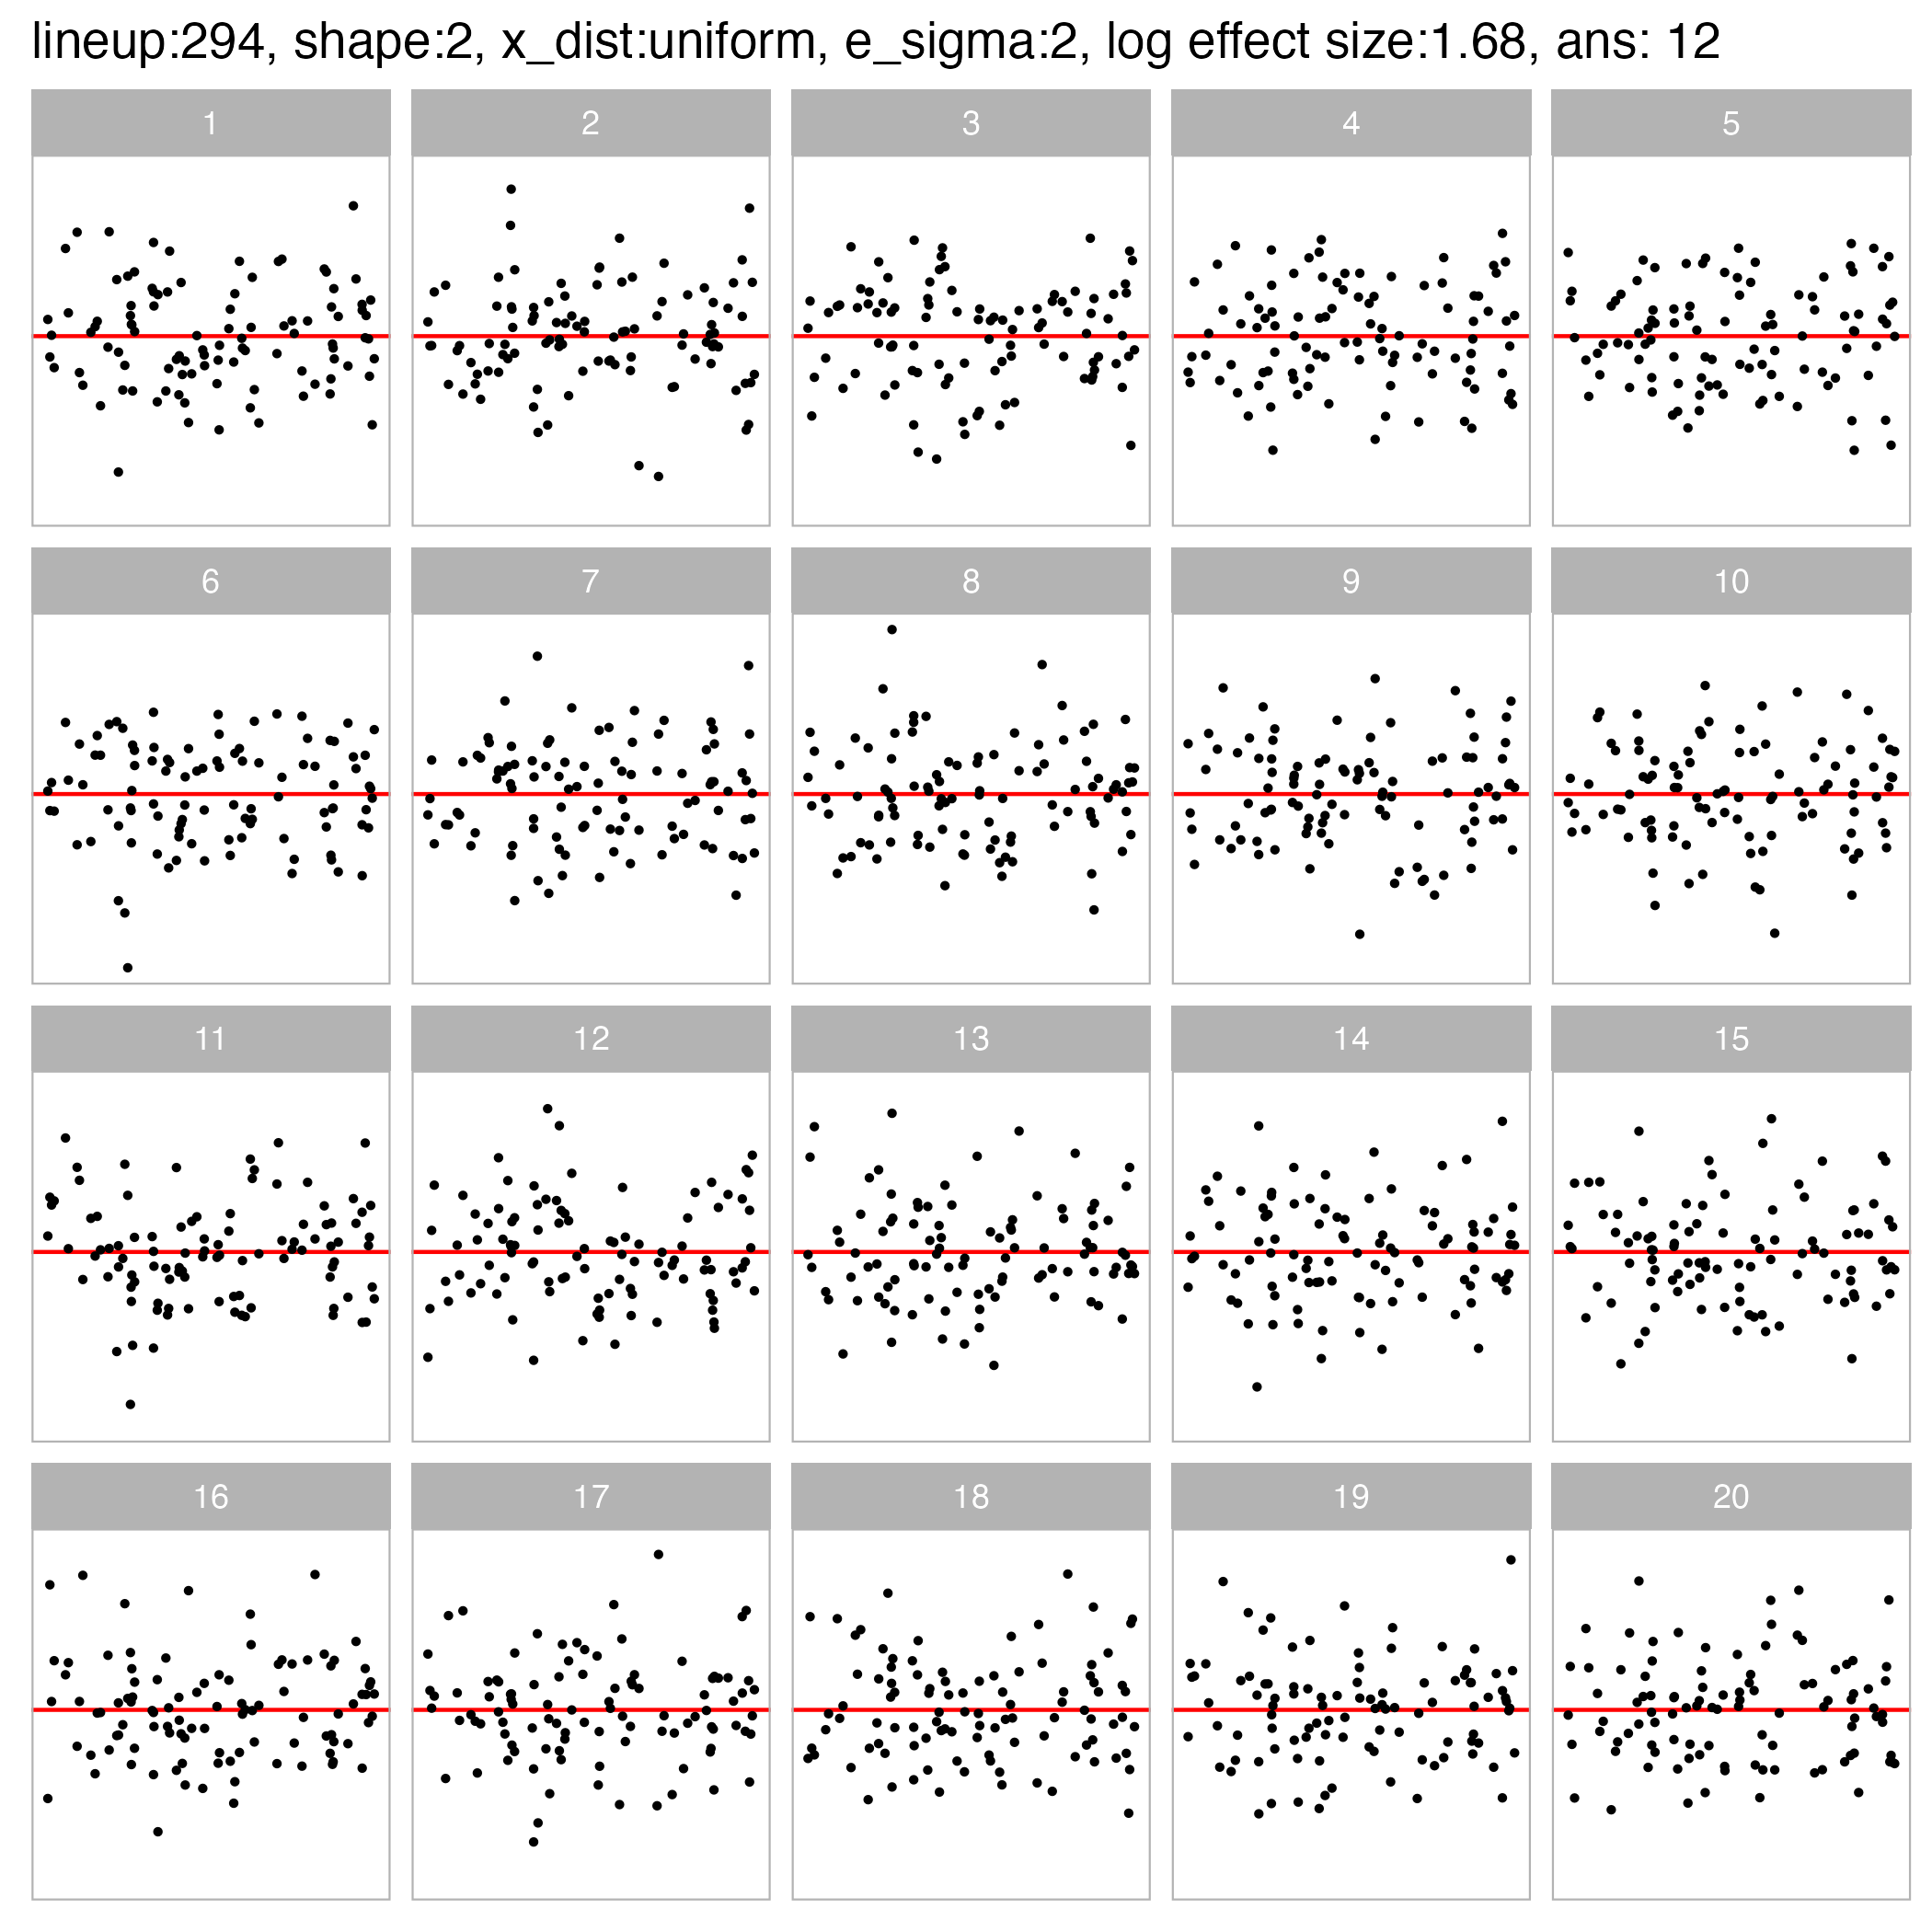 lineup:294, shape:2, x_dist:uniform, e_sigma:2, log effect size:1.68, ans: 12
1 2 3 4 5
6 7 8 9 10
11 12 13 14 15
16 17 18 19 20